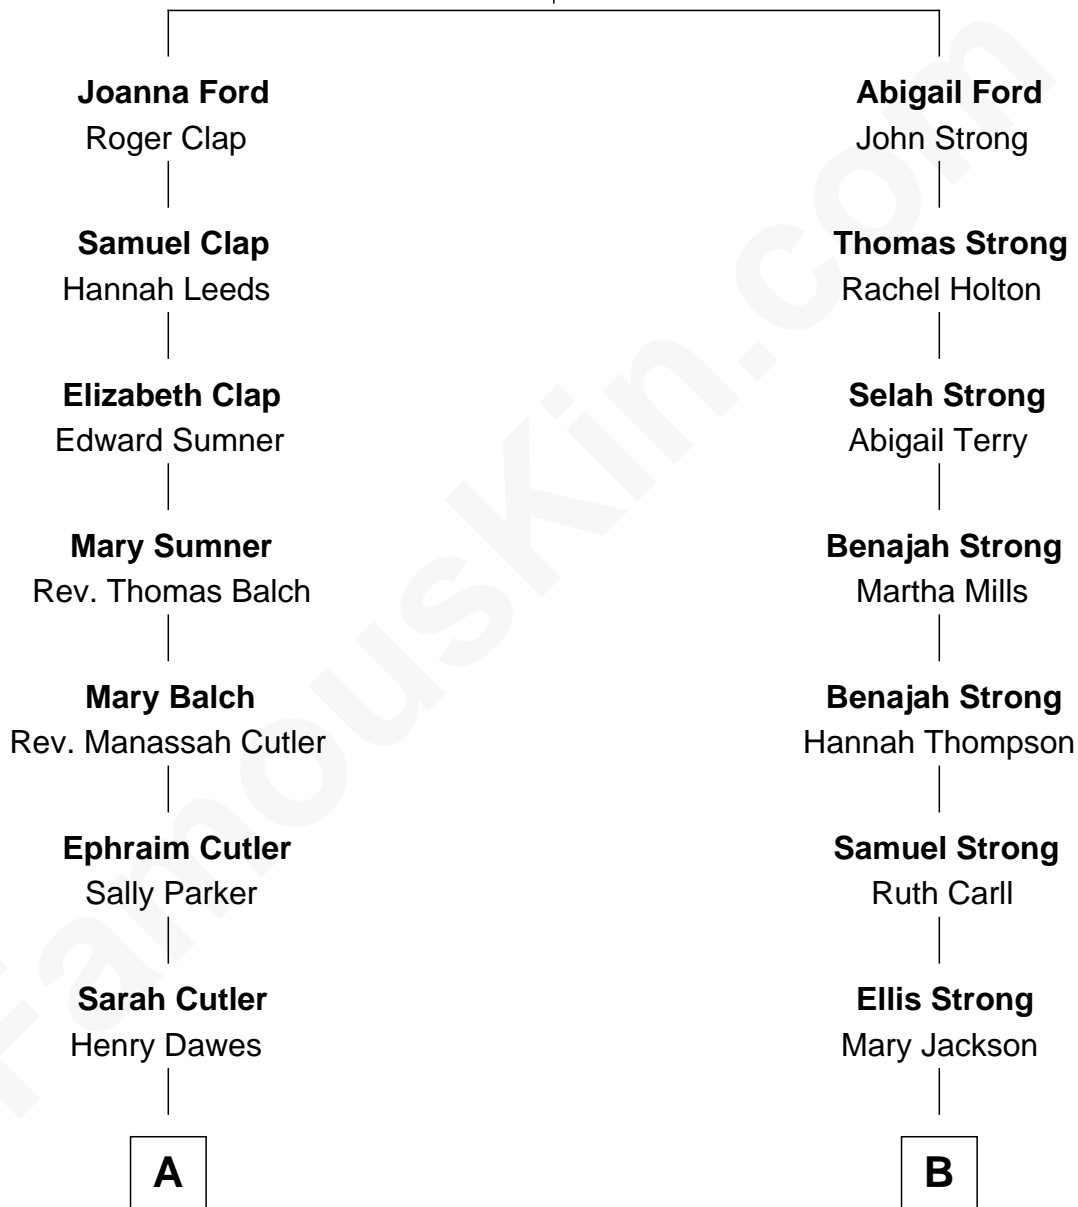 Joanna Ford
Roger Clap
Samuel Clap
Hannah Leeds
Elizabeth Clap
Edward Sumner
Mary Sumner
Rev. Thomas Balch
Mary Balch
Rev. Manassah Cutler
Ephraim Cutler
Sally Parker
Sarah Cutler
Henry Dawes
A
Abigail Ford
John Strong
Thomas Strong
Rachel Holton
Selah Strong
Abigail Terry
Benajah Strong
Martha Mills
Benajah Strong
Hannah Thompson
Samuel Strong
Ruth Carll
Ellis Strong
Mary Jackson
B
FamousKin.com